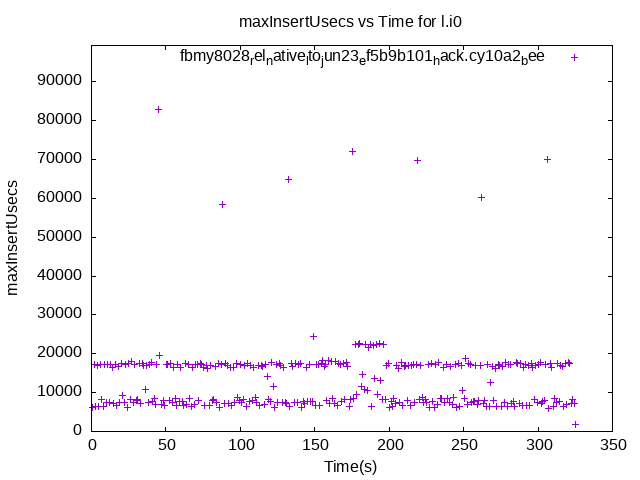 maxInsertUsecs vs Time for l.i0
fbmy8028relnativeltojun23ef5b9b101hack.cy10a2bee
90000
80000
70000
60000
50000
40000
30000
20000
10000
0
maxInsertUsecs
0 50 100 150 200 250 300 350
Time(s)